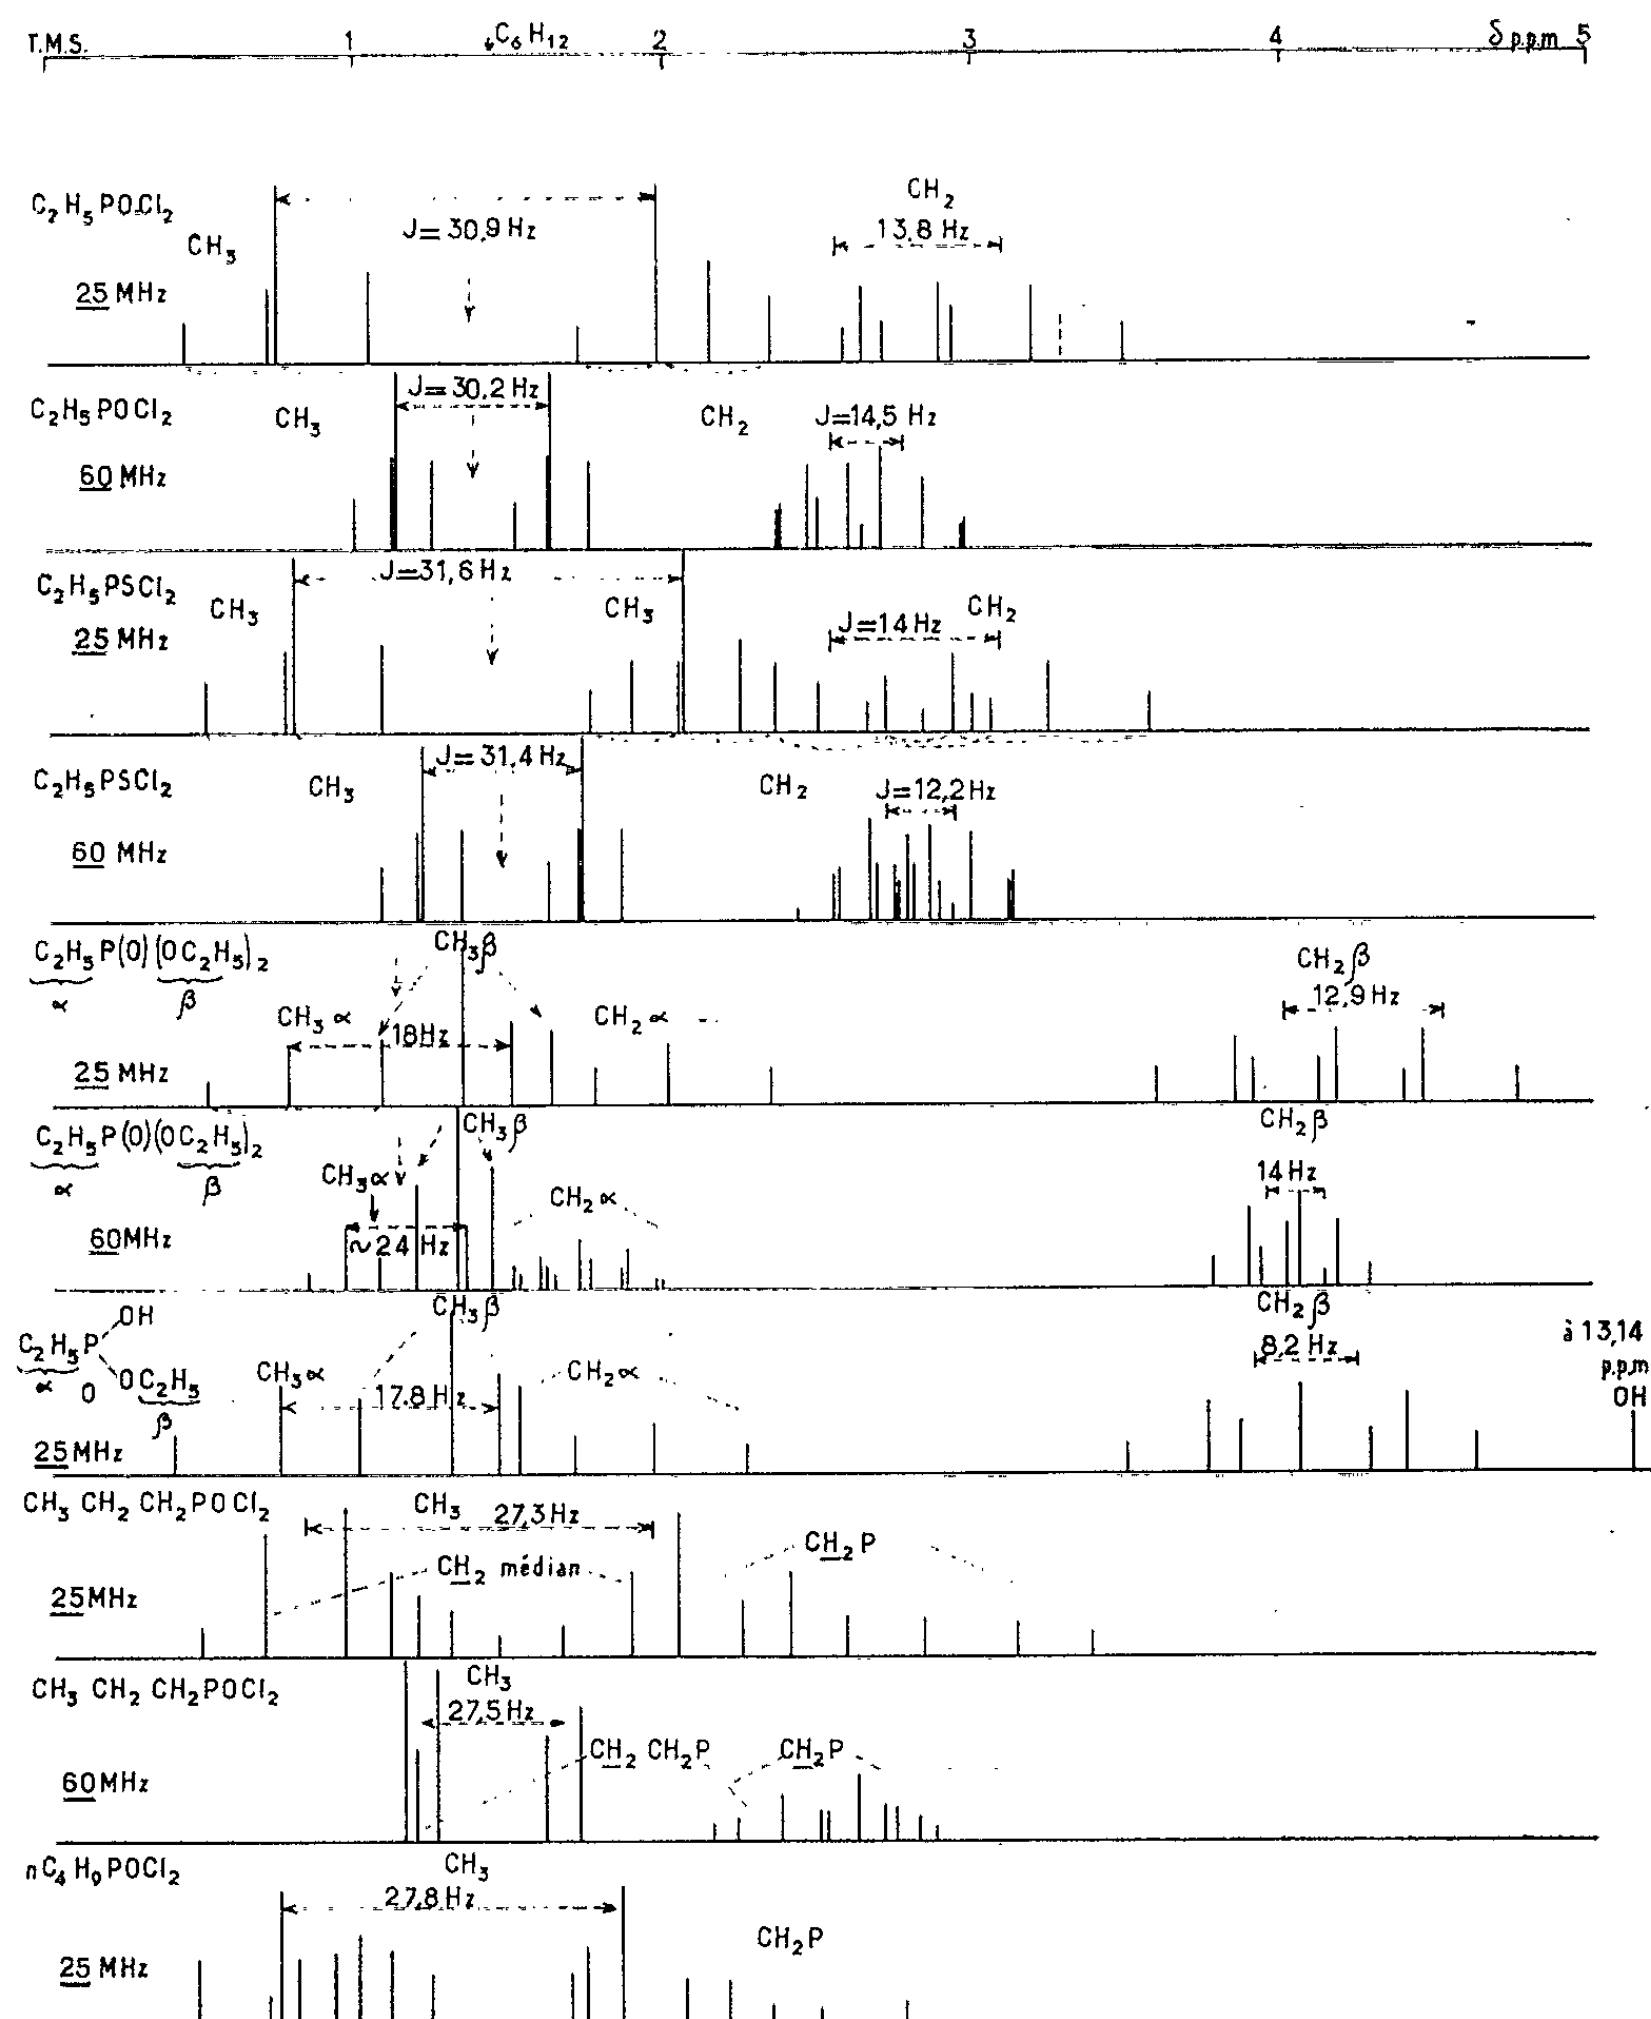 T.M.S. 1 ↓C₆H₁₂ 2 3 4 δ p.p.m 5
C₂H₅POCl₂ CH₃ J=30,9 Hz CH₂ 13,8 Hz
25 MHz
C₂H₅POCl₂ CH₃ J=30,2 Hz CH₂ J=14,5 Hz
60 MHz
C₂H₅PSCl₂ CH₃ J=31,6 Hz CH₃ J=14 Hz CH₂
25 MHz
C₂H₅PSCl₂ CH₃ J=31,4 Hz CH₂ J=12,2 Hz
60 MHz
C₂H₅P(O)(OC₂H₅)₂ CH₃β CH₂β
α β CH₃α 18Hz CH₂α 12,9 Hz
25 MHz
C₂H₅P(O)(OC₂H₅)₂ CH₃β CH₂β
α β CH₃α CH₂α 14 Hz
60MHz ~24 Hz
OH CH₃β CH₂β à 13,14
C₂H₅P 8,2 Hz p.p.m
α O OC₂H₅ CH₃α 17.8 Hz CH₂α OH
β
25 MHz
CH₃ CH₂ CH₂POCl₂ CH₃ 27,3 Hz CH₂P
CH₂ médian
25MHz
CH₃ CH₂ CH₂POCl₂ CH₃
27,5 Hz CH₂ CH₂P CH₂P
60MHz
nC₄H₉POCl₂ CH₃
27,8 Hz CH₂P
25 MHz